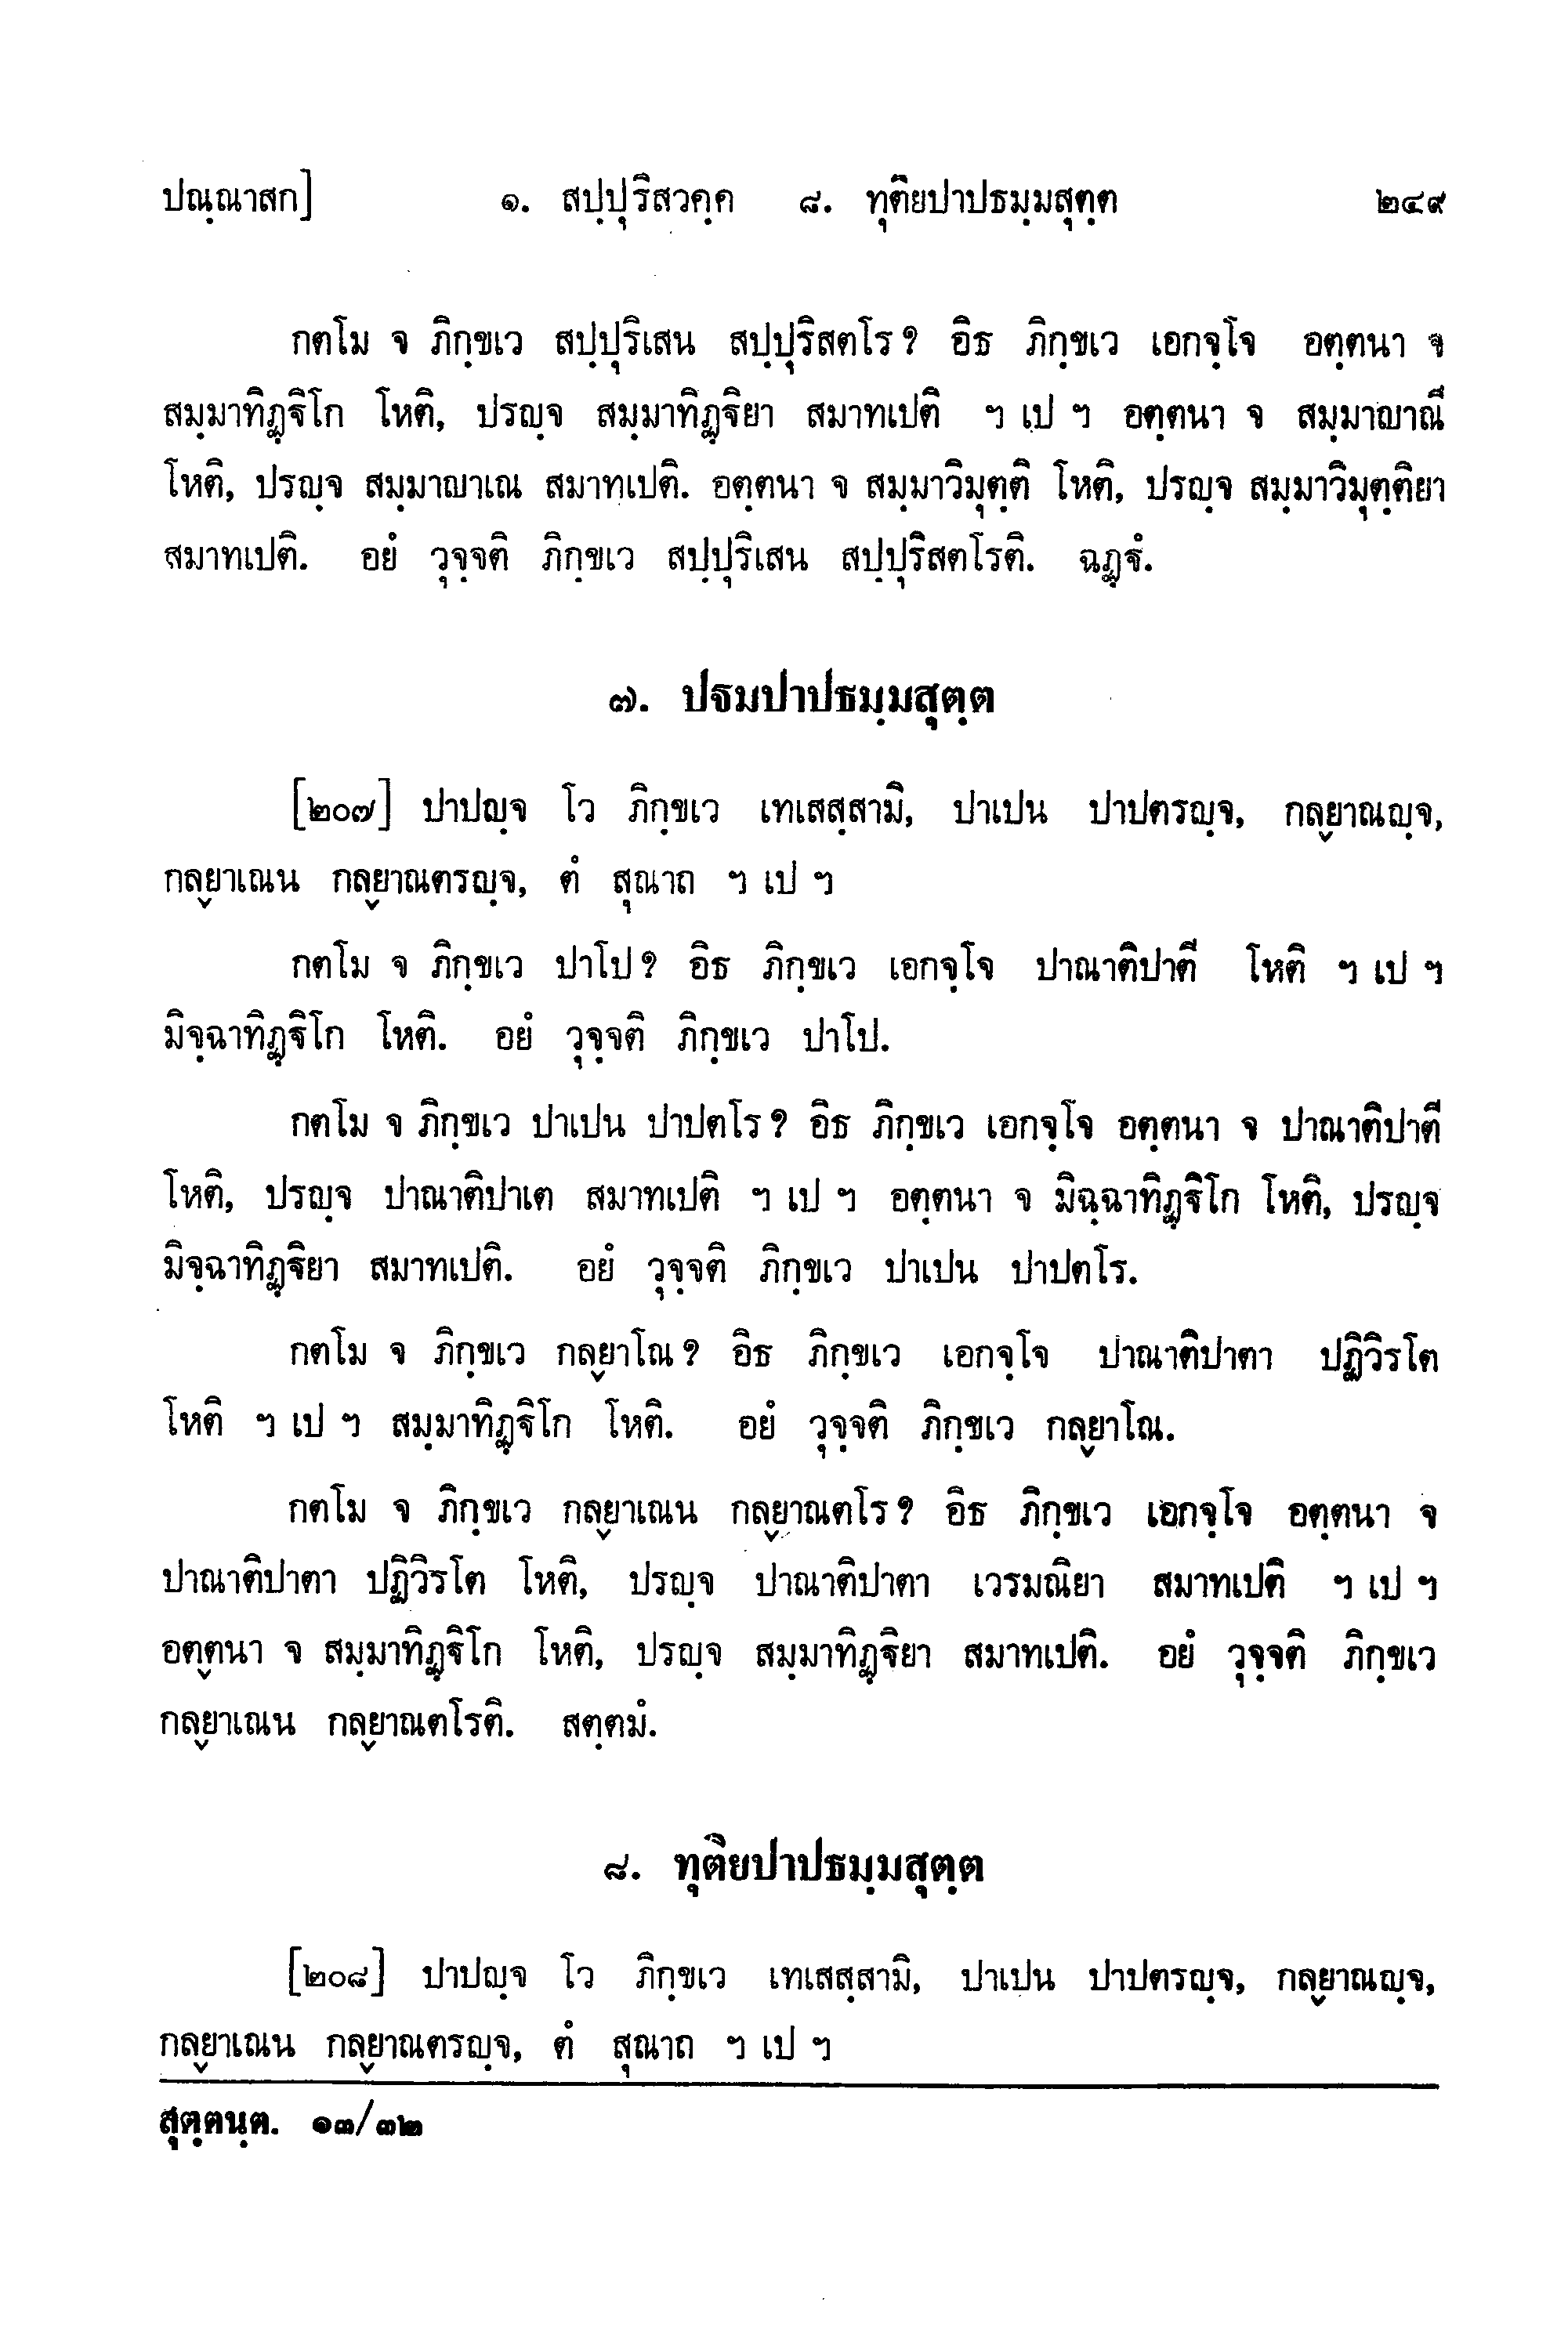 ปณฺณาสก] ๑. สปฺปุริสวคฺค ๘. ทุติยปาปธมฺมสุตฺต ๒๔๙
กตโม จ ภิกฺขเว สปฺปุริเสน สปฺปุริสตโร? อิธ ภิกฺขเว เอกจฺโจ อตฺตนา จ
สมฺมาทิฏฺฐิโก โหติ, ปรญฺจ สมฺมาทิฏฺฐิยา สมาทเปติ ฯ เป ฯ อตฺตนา จ สมฺมาญาณี
โหติ, ปรญฺจ สมฺมาญาเณ สมาทเปติ. อตฺตนา จ สมฺมาวิมุตฺติ โหติ, ปรญฺจ สมฺมาวิมุตฺติยา
สมาทเปติ. อยํ วุจฺจติ ภิกฺขเว สปฺปุริเสน สปฺปุริสตโรติ. ฉฏฺฐํ.
๗. ปฐมปาปธมฺมสุตฺต
[๒๐๗] ปาปญฺจ โว ภิกฺขเว เทเสสฺสามิ, ปาเปน ปาปตรญฺจ, กลฺยาณญฺจ,
กลฺยาเณน กลฺยาณตรญฺจ, ตํ สุณาถ ฯ เป ฯ
กตโม จ ภิกฺขเว ปาโป? อิธ ภิกฺขเว เอกจฺโจ ปาณาติปาตี โหติ ฯ เป ฯ
มิจฺฉาทิฏฺฐิโก โหติ. อยํ วุจฺจติ ภิกฺขเว ปาโป.
กตโม จ ภิกฺขเว ปาเปน ปาปตโร? อิธ ภิกฺขเว เอกจฺโจ อตฺตนา จ ปาณาติปาตี
โหติ, ปรญฺจ ปาณาติปาเต สมาทเปติ ฯ เป ฯ อตฺตนา จ มิฉฺฉาทิฏฺฐิโก โหติ, ปรญฺจ
มิจฺฉาทิฏฺฐิยา สมาทเปติ. อยํ วุจฺจติ ภิกฺขเว ปาเปน ปาปตโร.
กตโม จ ภิกฺขเว กลฺยาโณ? อิธ ภิกฺขเว เอกจฺโจ ปาณาติปาตา ปฏิวิรโต
โหติ ฯ เป ฯ สมฺมาทิฏฺฐิโก โหติ. อยํ วุจฺจติ ภิกฺขเว กลฺยาโณ.
กตโม จ ภิกฺขเว กลฺยาเณน กลฺยาณตโร? อิธ ภิกฺขเว เอกจฺโจ อตฺตนา จ
ปาณาติปาตา ปฏิวิรโต โหติ, ปรญฺจ ปาณาติปาตา เวรมณิยา สมาทเปติ ฯ เป ฯ
อตฺตนา จ สมฺมาทิฏฺฐิโก โหติ, ปรญฺจ สมฺมาทิฏฺฐิยา สมาทเปติ. อยํ วุจฺจติ ภิกฺขเว
กลฺยาเณน กลฺยาณตโรติ. สตฺตมํ.
๘. ทุติยปาปธมฺมสุตฺต
[๒๐๘] ปาปญฺจ โว ภิกฺขเว เทเสสฺสามิ, ปาเปน ปาปตรญฺจ, กลฺยาณญฺจ,
กลฺยาเณน กลฺยาณตรญฺจ, ตํ สุณาถ ฯ เป ฯ
สุตฺตนฺต. ๑๓/๓๒